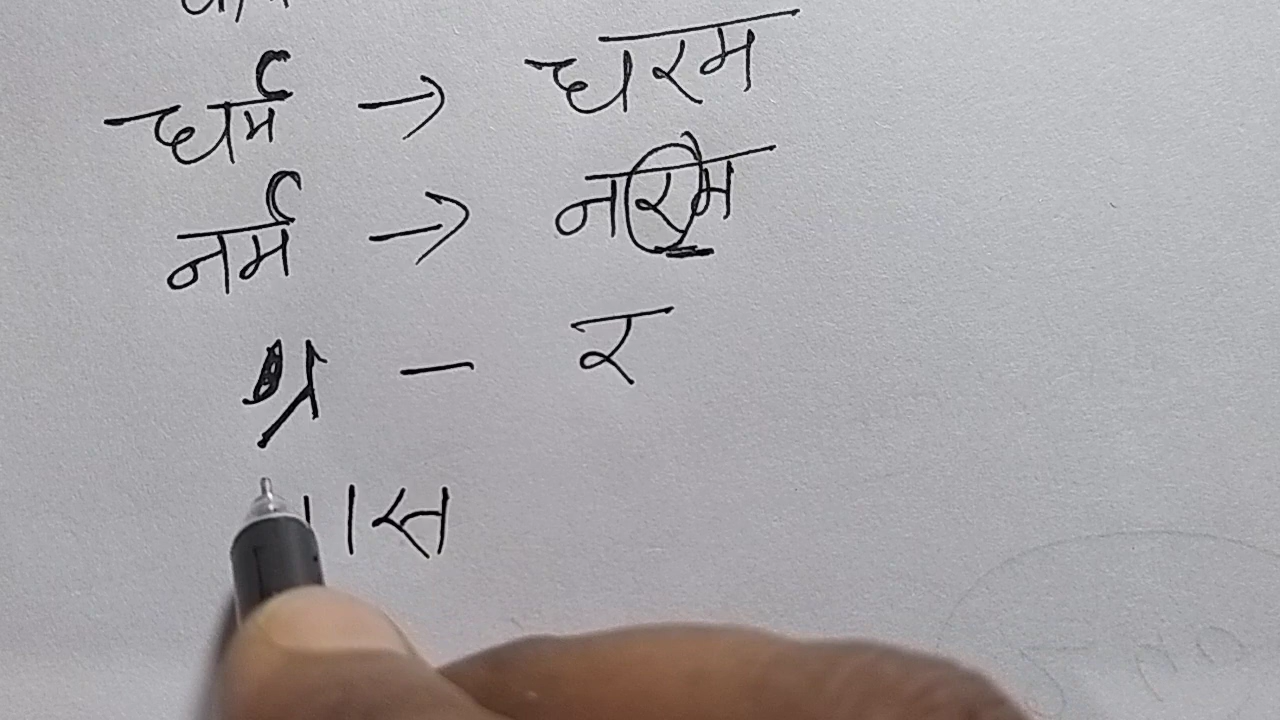 धर्म → धरम
नर्म → नरम
श्र - र